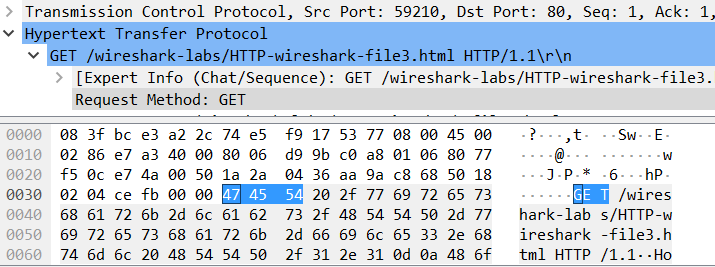 Transmission Control Protocol, Src Port: 59210, Dst Port: 80, Seq: 1, Ack: 1,
Hypertext Transfer Protocol
GET /wireshark-labs/HTTP-wireshark-file3.html HTTP/1.1\r\n
[Expert Info (Chat/Sequence): GET /wireshark-labs/HTTP-wireshark-file3.
Request Method: GET
0000 08 3f bc e3 a2 2c 74 e5 f9 17 53 77 08 00 45 00 ·?···,t· ··Sw··E·
0010 02 86 e7 a3 40 00 80 06 d9 9b c0 a8 01 06 80 77 ····@··· ·······w
0020 f5 0c e7 4a 00 50 1a 2a 04 36 aa 9a c8 68 50 18 ···J·P·* ·6···hP·
0030 02 04 ce fb 00 00 47 45 54 20 2f 77 69 72 65 73 ······GE T /wires
0040 68 61 72 6b 2d 6c 61 62 73 2f 48 54 54 50 2d 77 hark-lab s/HTTP-w
0050 69 72 65 73 68 61 72 6b 2d 66 69 6c 65 33 2e 68 ireshark -file3.h
0060 74 6d 6c 20 48 54 54 50 2f 31 2e 31 0d 0a 48 6f tml HTTP /1.1··Ho